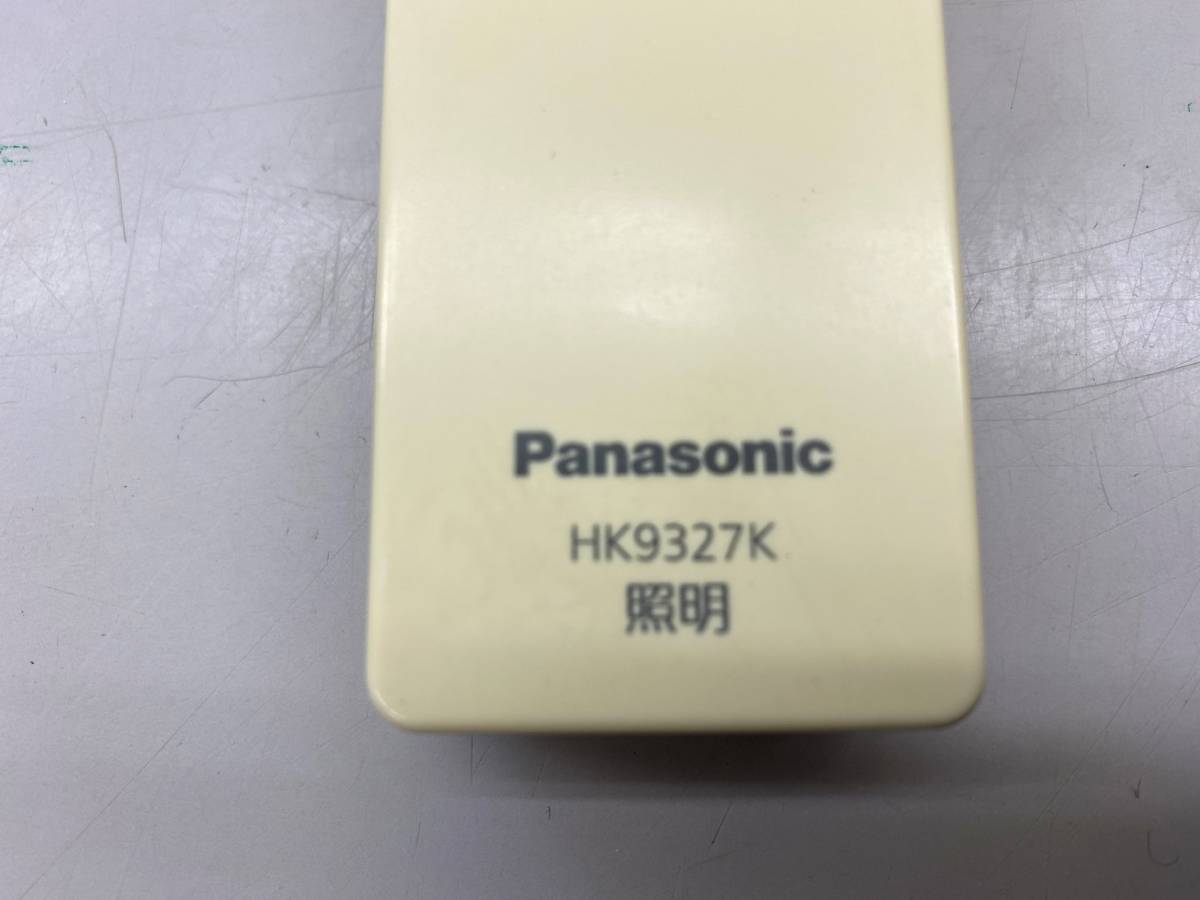 Panasonic
HK9327K
照明